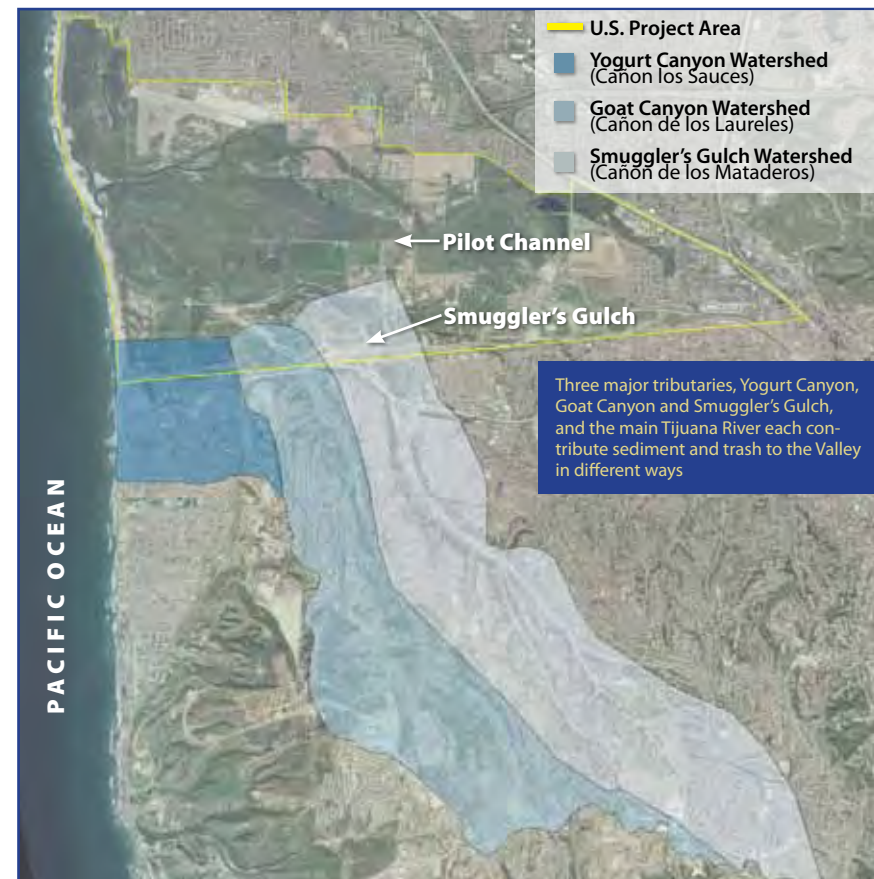 U.S. Project Area
Yogurt Canyon Watershed
(Cañon los Sauces)
Goat Canyon Watershed
(Cañon de los Laureles)
Smuggler's Gulch Watershed
(Cañón de los Mataderos)
Pilot Channel
Smuggler's Gulch
Three major tributaries, Yogurt Canyon,
Goat Canyon and Smuggler's Gulch,
and the main Tijuana River each con-
tribute sediment and trash to the Valley
in different ways
PACIFIC OCEAN